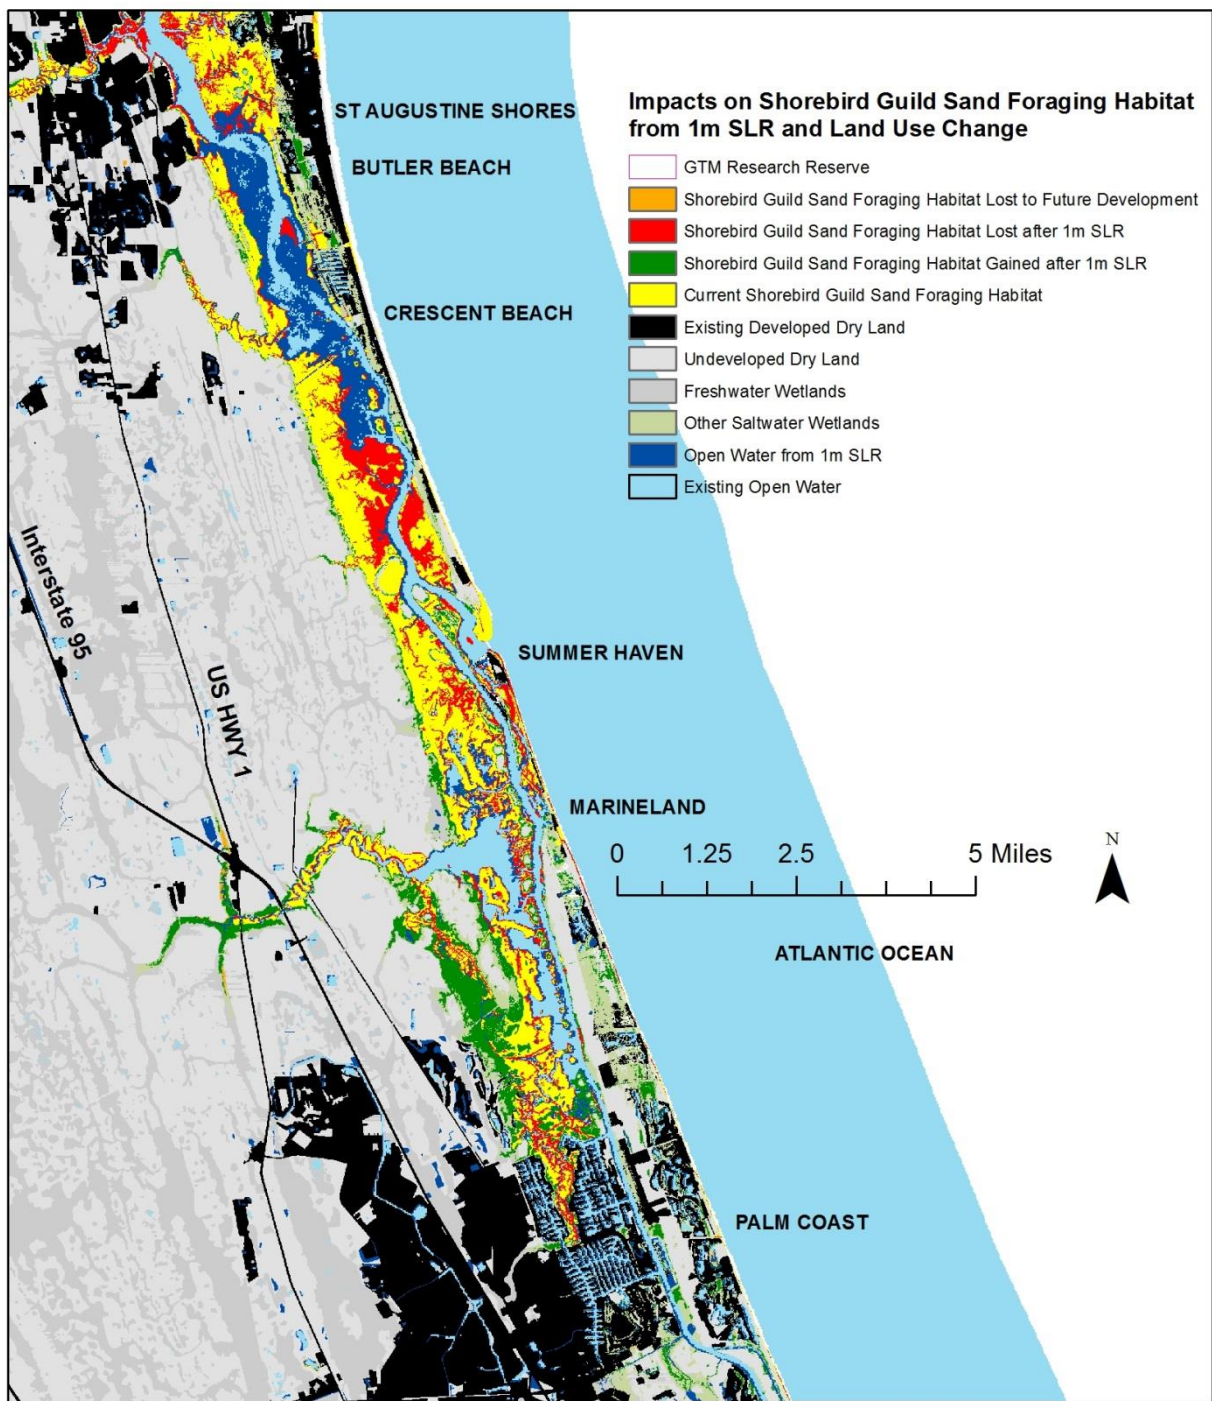 Impacts on Shorebird Guild Sand Foraging Habitat
from 1m SLR and Land Use Change
GTM Research Reserve
Shorebird Guild Sand Foraging Habitat Lost to Future Development
Shorebird Guild Sand Foraging Habitat Lost after 1m SLR
Shorebird Guild Sand Foraging Habitat Gained after 1m SLR
Current Shorebird Guild Sand Foraging Habitat
Existing Developed Dry Land
Undeveloped Dry Land
Freshwater Wetlands
Other Saltwater Wetlands
Open Water from 1m SLR
Existing Open Water
ST AUGUSTINE SHORES
BUTLER BEACH
CRESCENT BEACH
Interstate 95
US HWY 1
SUMMER HAVEN
MARINELAND
0 1.25 2.5 5 Miles
N
ATLANTIC OCEAN
PALM COAST